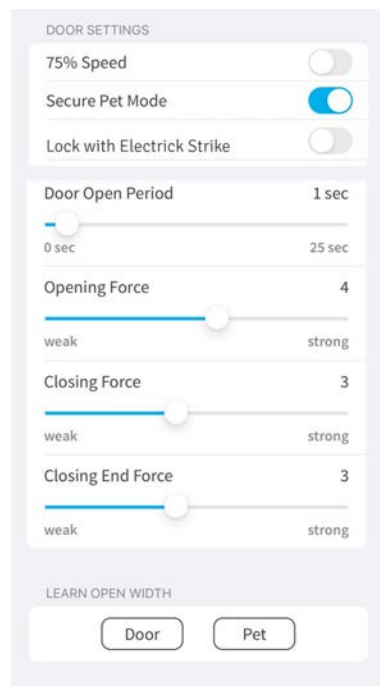 DOOR SETTINGS
75% Speed
Secure Pet Mode
Lock with Electrick Strike
Door Open Period 1 sec
0 sec 25 sec
Opening Force 4
weak strong
Closing Force 3
weak strong
Closing End Force 3
weak strong
LEARN OPEN WIDTH
Door Pet